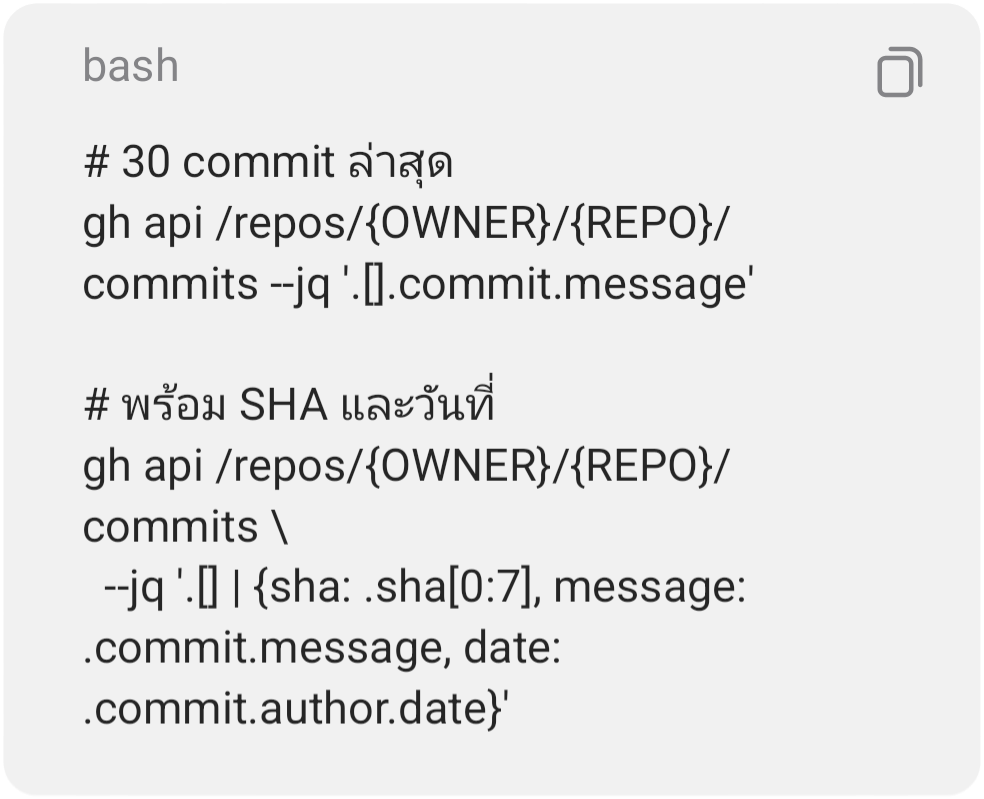 bash
# 30 commit ล่าสุด
gh api /repos/{OWNER}/{REPO}/
commits --jq '.[].commit.message'
# พร้อม SHA และวันที่
gh api /repos/{OWNER}/{REPO}/
commits \
--jq '.[] | {sha: .sha[0:7], message:
.commit.message, date:
.commit.author.date}'